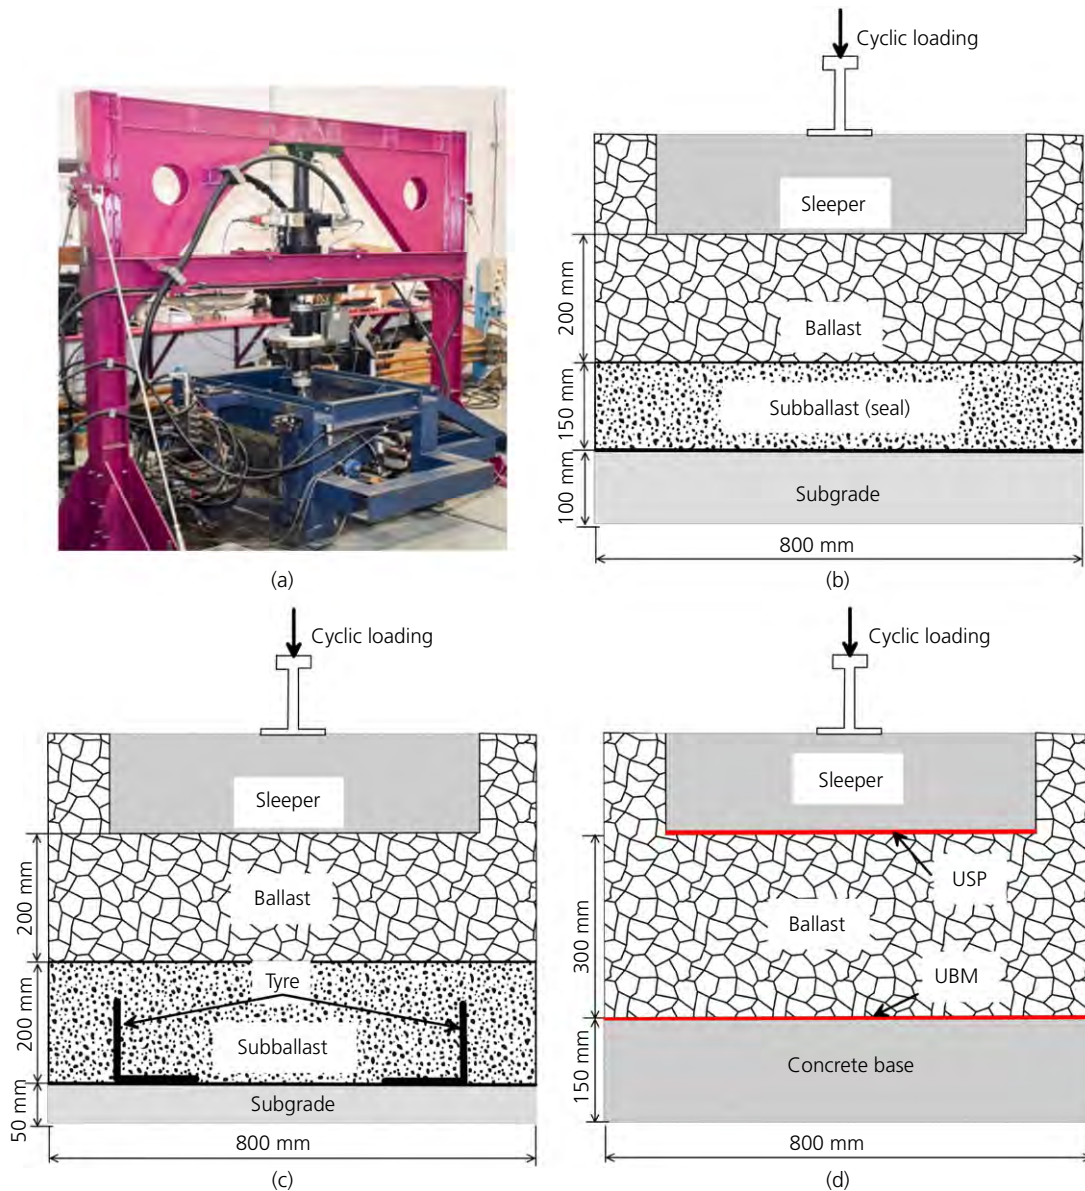 Cyclic loading
Sleeper
200 mm
Ballast
150 mm
Subballast (seal)
100 mm
Subgrade
800 mm
(a)
(b)
Cyclic loading
Sleeper
200 mm
Ballast
Tyre
200 mm
Subballast
50 mm
Subgrade
800 mm
(c)
Cyclic loading
Sleeper
USP
300 mm
Ballast
UBM
150 mm
Concrete base
800 mm
(d)